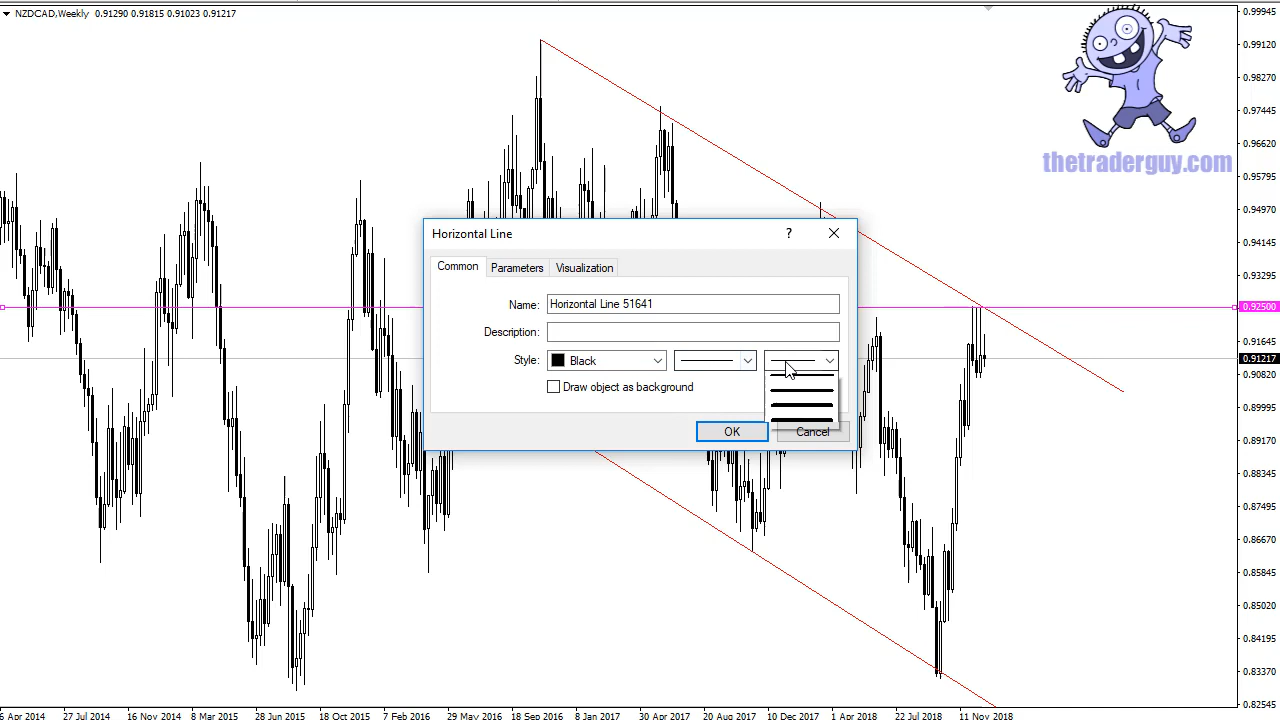 NZDCAD,Weekly 0.91290 0.91815 0.91023 0.91217
thetraderguy.com
Horizontal Line
?
Common Parameters Visualization
Name: Horizontal Line 51641
Description:
Style: Black
Draw object as background
OK Cancel
0.99945
0.99120
0.98270
0.97445
0.96620
0.95795
0.94970
0.94145
0.93295
0.92500
0.91645
0.91217
0.90820
0.89995
0.89170
0.88345
0.87495
0.86670
0.85845
0.85020
0.84195
0.83370
0.82545
6 Apr 2014 27 Jul 2014 16 Nov 2014 8 Mar 2015 28 Jun 2015 18 Oct 2015 7 Feb 2016 29 May 2016 18 Sep 2016 8 Jan 2017 30 Apr 2017 20 Aug 2017 10 Dec 2017 1 Apr 2018 22 Jul 2018 11 Nov 2018